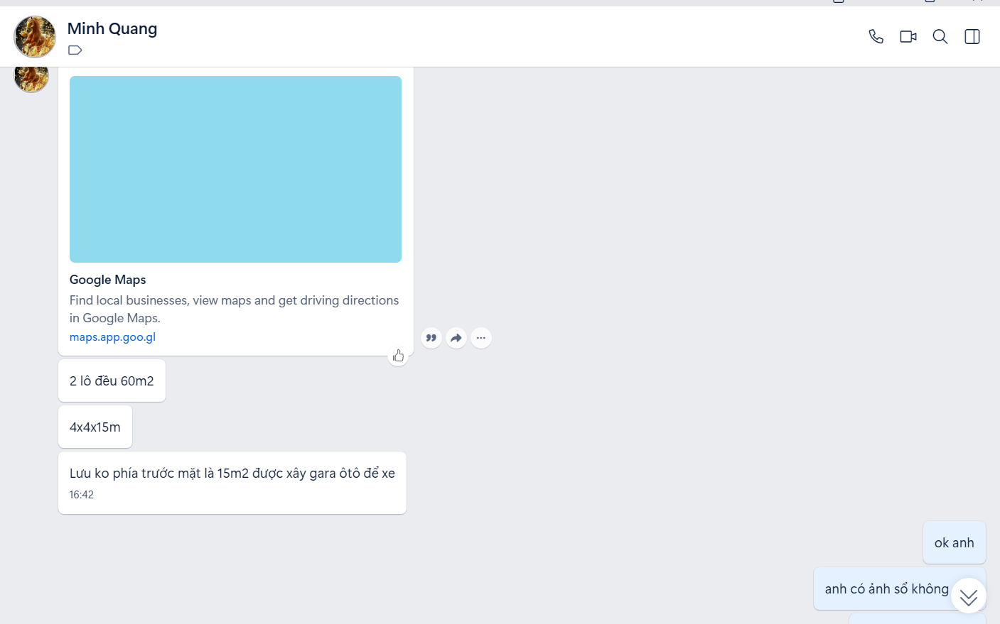 Minh Quang
Google Maps
Find local businesses, view maps and get driving directions
in Google Maps.
maps.app.goo.gl
2 lô đều 60m2
4x4x15m
Lưu ko phía trước mặt là 15m2 được xây gara ôtô để xe
16:42
ok anh
anh có ảnh sổ không